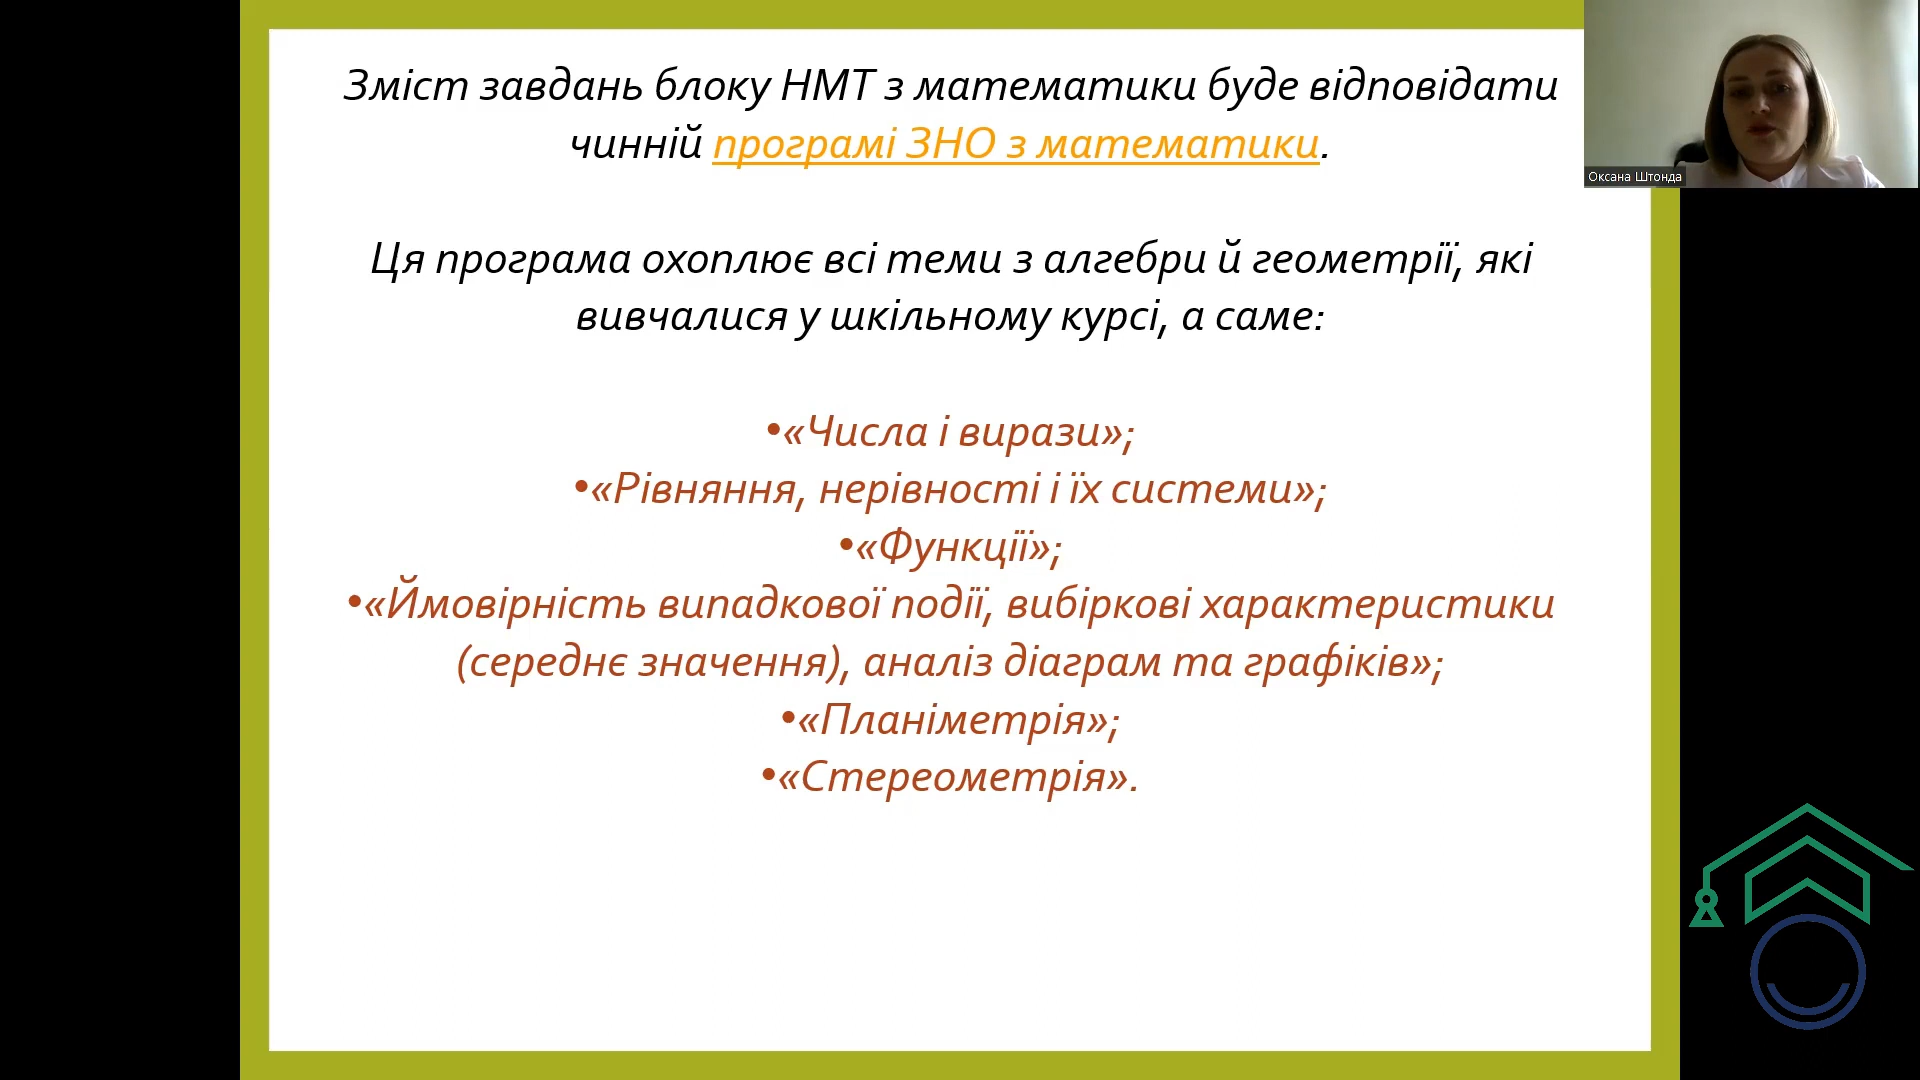 Зміст завдань блоку НМТ з математики буде відповідати
чинній програмі ЗНО з математики.
Ця програма охоплює всі теми з алгебри й геометрії, які
вивчалися у шкільному курсі, а саме:
•«Числа і вирази»;
•«Рівняння, нерівності і їх системи»;
•«Функції»;
•«Ймовірність випадкової події, вибіркові характеристики
(середнє значення), аналіз діаграм та графіків»;
•«Планіметрія»;
•«Стереометрія».
Оксана Штонда